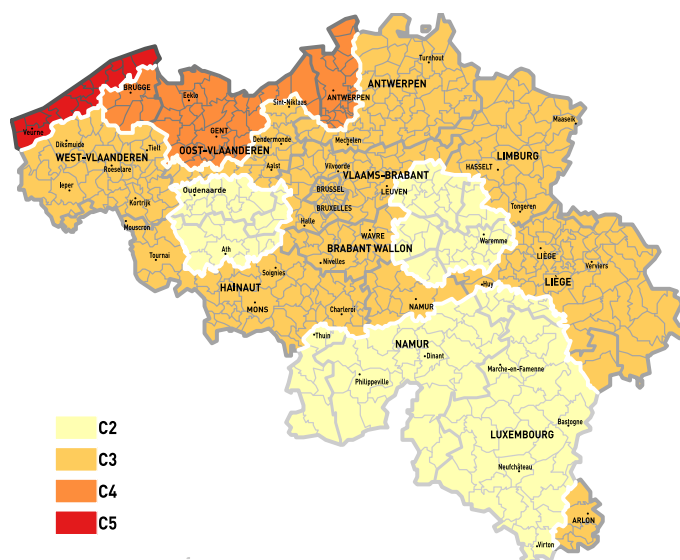 Turnhout
ANTWERPEN
BRUGGE
Eeklo
ANTWERPEN
Sint-Niklaas
Maaseik
Veurne
GENT
Diksmuide
Tielt
OOST-VLAANDEREN
Dendermonde
Mechelen
WEST-VLAANDEREN
Roeselare
Aalst
Vilvoorde
HASSELT
LIMBURG
VLAAMS-BRABANT
Ieper
Oudenaarde
BRUSSEL
LEUVEN
Kortrijk
BRUXELLES
Tongeren
Mouscron
Halle
WAVRE
Waremme
Ath
BRABANT WALLON
LIÈGE
Tournai
Soignies
Nivelles
Verviers
HAINAUT
Huy
LIÈGE
MONS
Charleroi
NAMUR
Thuin
NAMUR
Dinant
Marche-en-Famenne
Philippeville
C2
Bastogne
LUXEMBOURG
C3
Neufchâteau
C4
C5
ARLON
Virton